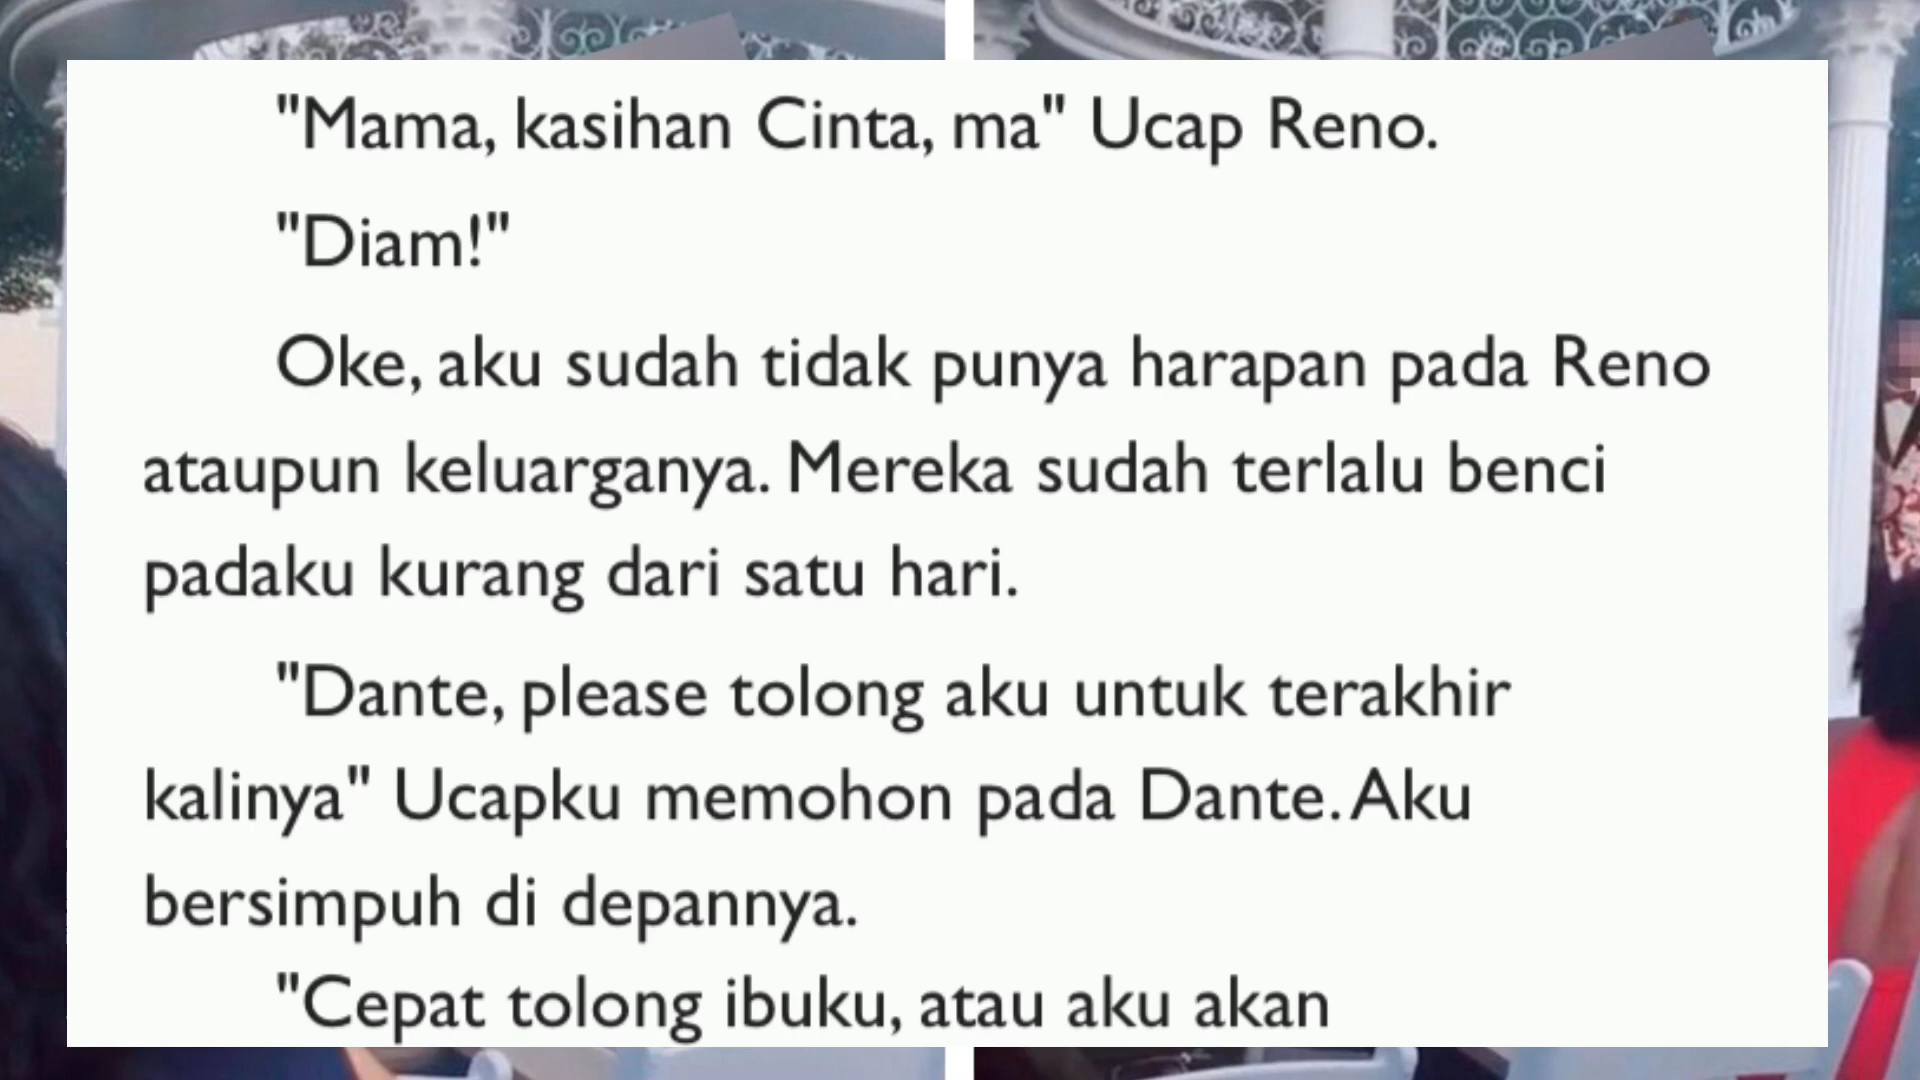 "Mama, kasihan Cinta, ma" Ucap Reno.
"Diam!"
Oke, aku sudah tidak punya harapan pada Reno
ataupun keluarganya. Mereka sudah terlalu benci
padaku kurang dari satu hari.
"Dante, please tolong aku untuk terakhir
kalinya" Ucapku memohon pada Dante. Aku
bersimpuh di depannya.
"Cepat tolong ibuku, atau aku akan